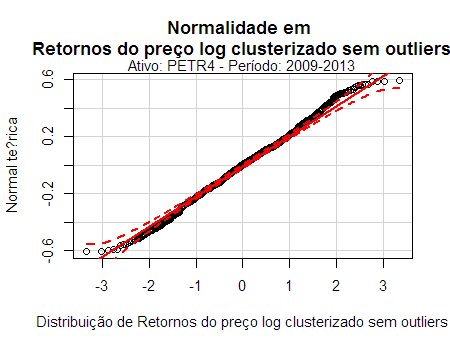 Normalidade em
Retornos do preço log clusterizado sem outliers
Ativo: PETR4 - Período: 2009-2013
Normal te?rica
0.6
0.2
-0.2
-0.6
-3 -2 -1 0 1 2 3
Distribuição de Retornos do preço log clusterizado sem outliers